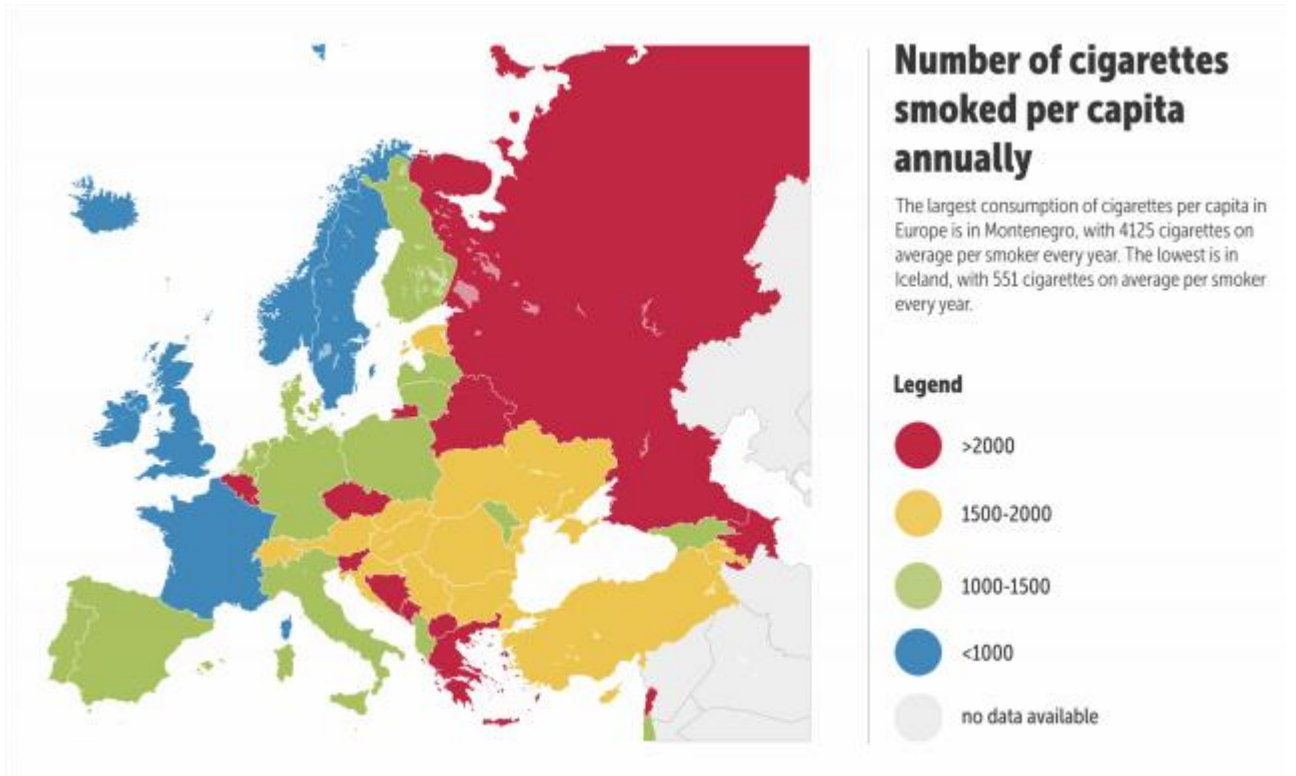 Number of cigarettes
smoked per capita
annually
The largest consumption of cigarettes per capita in
Europe is in Montenegro, with 4125 cigarettes on
average per smoker every year. The lowest is in
Iceland, with 551 cigarettes on average per smoker
every year.
Legend
>2000
1500-2000
1000-1500
<1000
no data available